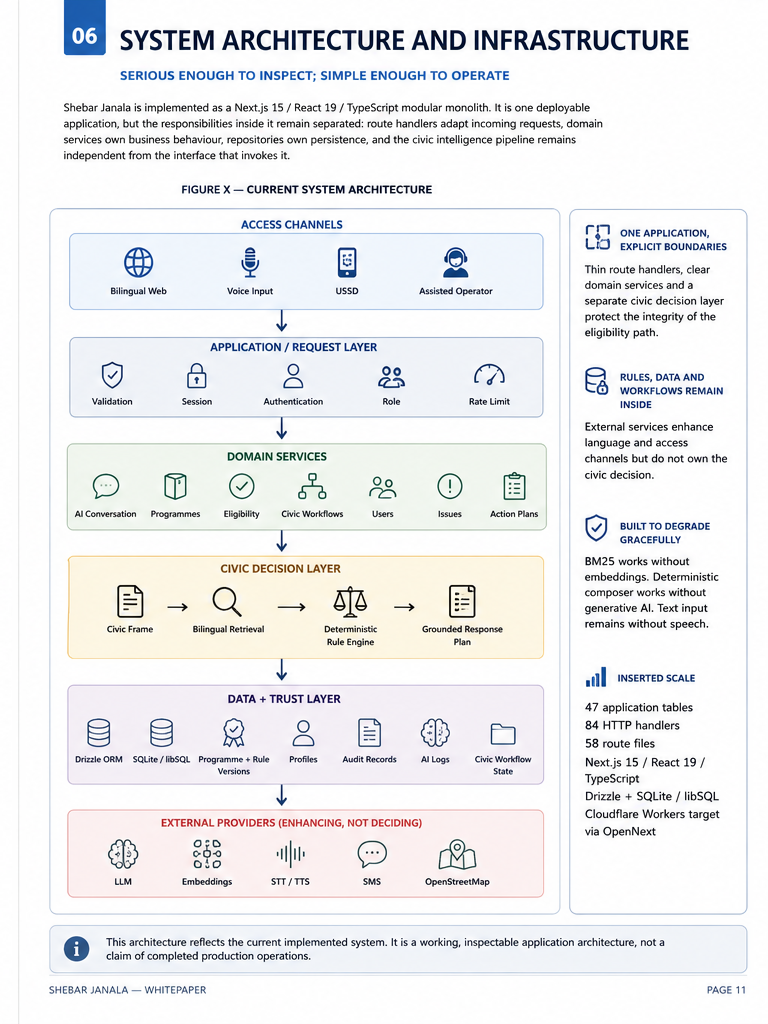 06
SYSTEM ARCHITECTURE AND INFRASTRUCTURE
SERIOUS ENOUGH TO INSPECT; SIMPLE ENOUGH TO OPERATE
Shebar Janala is implemented as a Next.js 15 / React 19 / TypeScript modular monolith. It is one deployable
application, but the responsibilities inside it remain separated: route handlers adapt incoming requests, domain
services own business behaviour, repositories own persistence, and the civic intelligence pipeline remains
independent from the interface that invokes it.
FIGURE X — CURRENT SYSTEM ARCHITECTURE
ACCESS CHANNELS
Bilingual Web
Voice Input
USSD
Assisted Operator
APPLICATION / REQUEST LAYER
Validation
Session
Authentication
Role
Rate Limit
DOMAIN SERVICES
AI Conversation
Programmes
Eligibility
Civic Workflows
Users
Issues
Action Plans
CIVIC DECISION LAYER
Civic Frame
Bilingual Retrieval
Deterministic
Rule Engine
Grounded Response
Plan
DATA + TRUST LAYER
Drizzle ORM
SQLite / libSQL
Programme + Rule
Versions
Profiles
Audit Records
AI Logs
Civic Workflow
State
EXTERNAL PROVIDERS (ENHANCING, NOT DECIDING)
LLM
Embeddings
STT / TTS
SMS
OpenStreetMap
ONE APPLICATION,
EXPLICIT BOUNDARIES
Thin route handlers, clear
domain services and a
separate civic decision layer
protect the integrity of the
eligibility path.
RULES, DATA AND
WORKFLOWS REMAIN
INSIDE
External services enhance
language and access
channels but do not own the
civic decision.
BUILT TO DEGRADE
GRACEFULLY
BM25 works without
embeddings. Deterministic
composer works without
generative AI. Text input
remains without speech.
INSERTED SCALE
47 application tables
84 HTTP handlers
58 route files
Next.js 15 / React 19 /
TypeScript
Drizzle + SQLite / libSQL
Cloudflare Workers target
via OpenNext
This architecture reflects the current implemented system. It is a working, inspectable application architecture, not a
claim of completed production operations.
SHEBAR JANALA — WHITEPAPER
PAGE 11